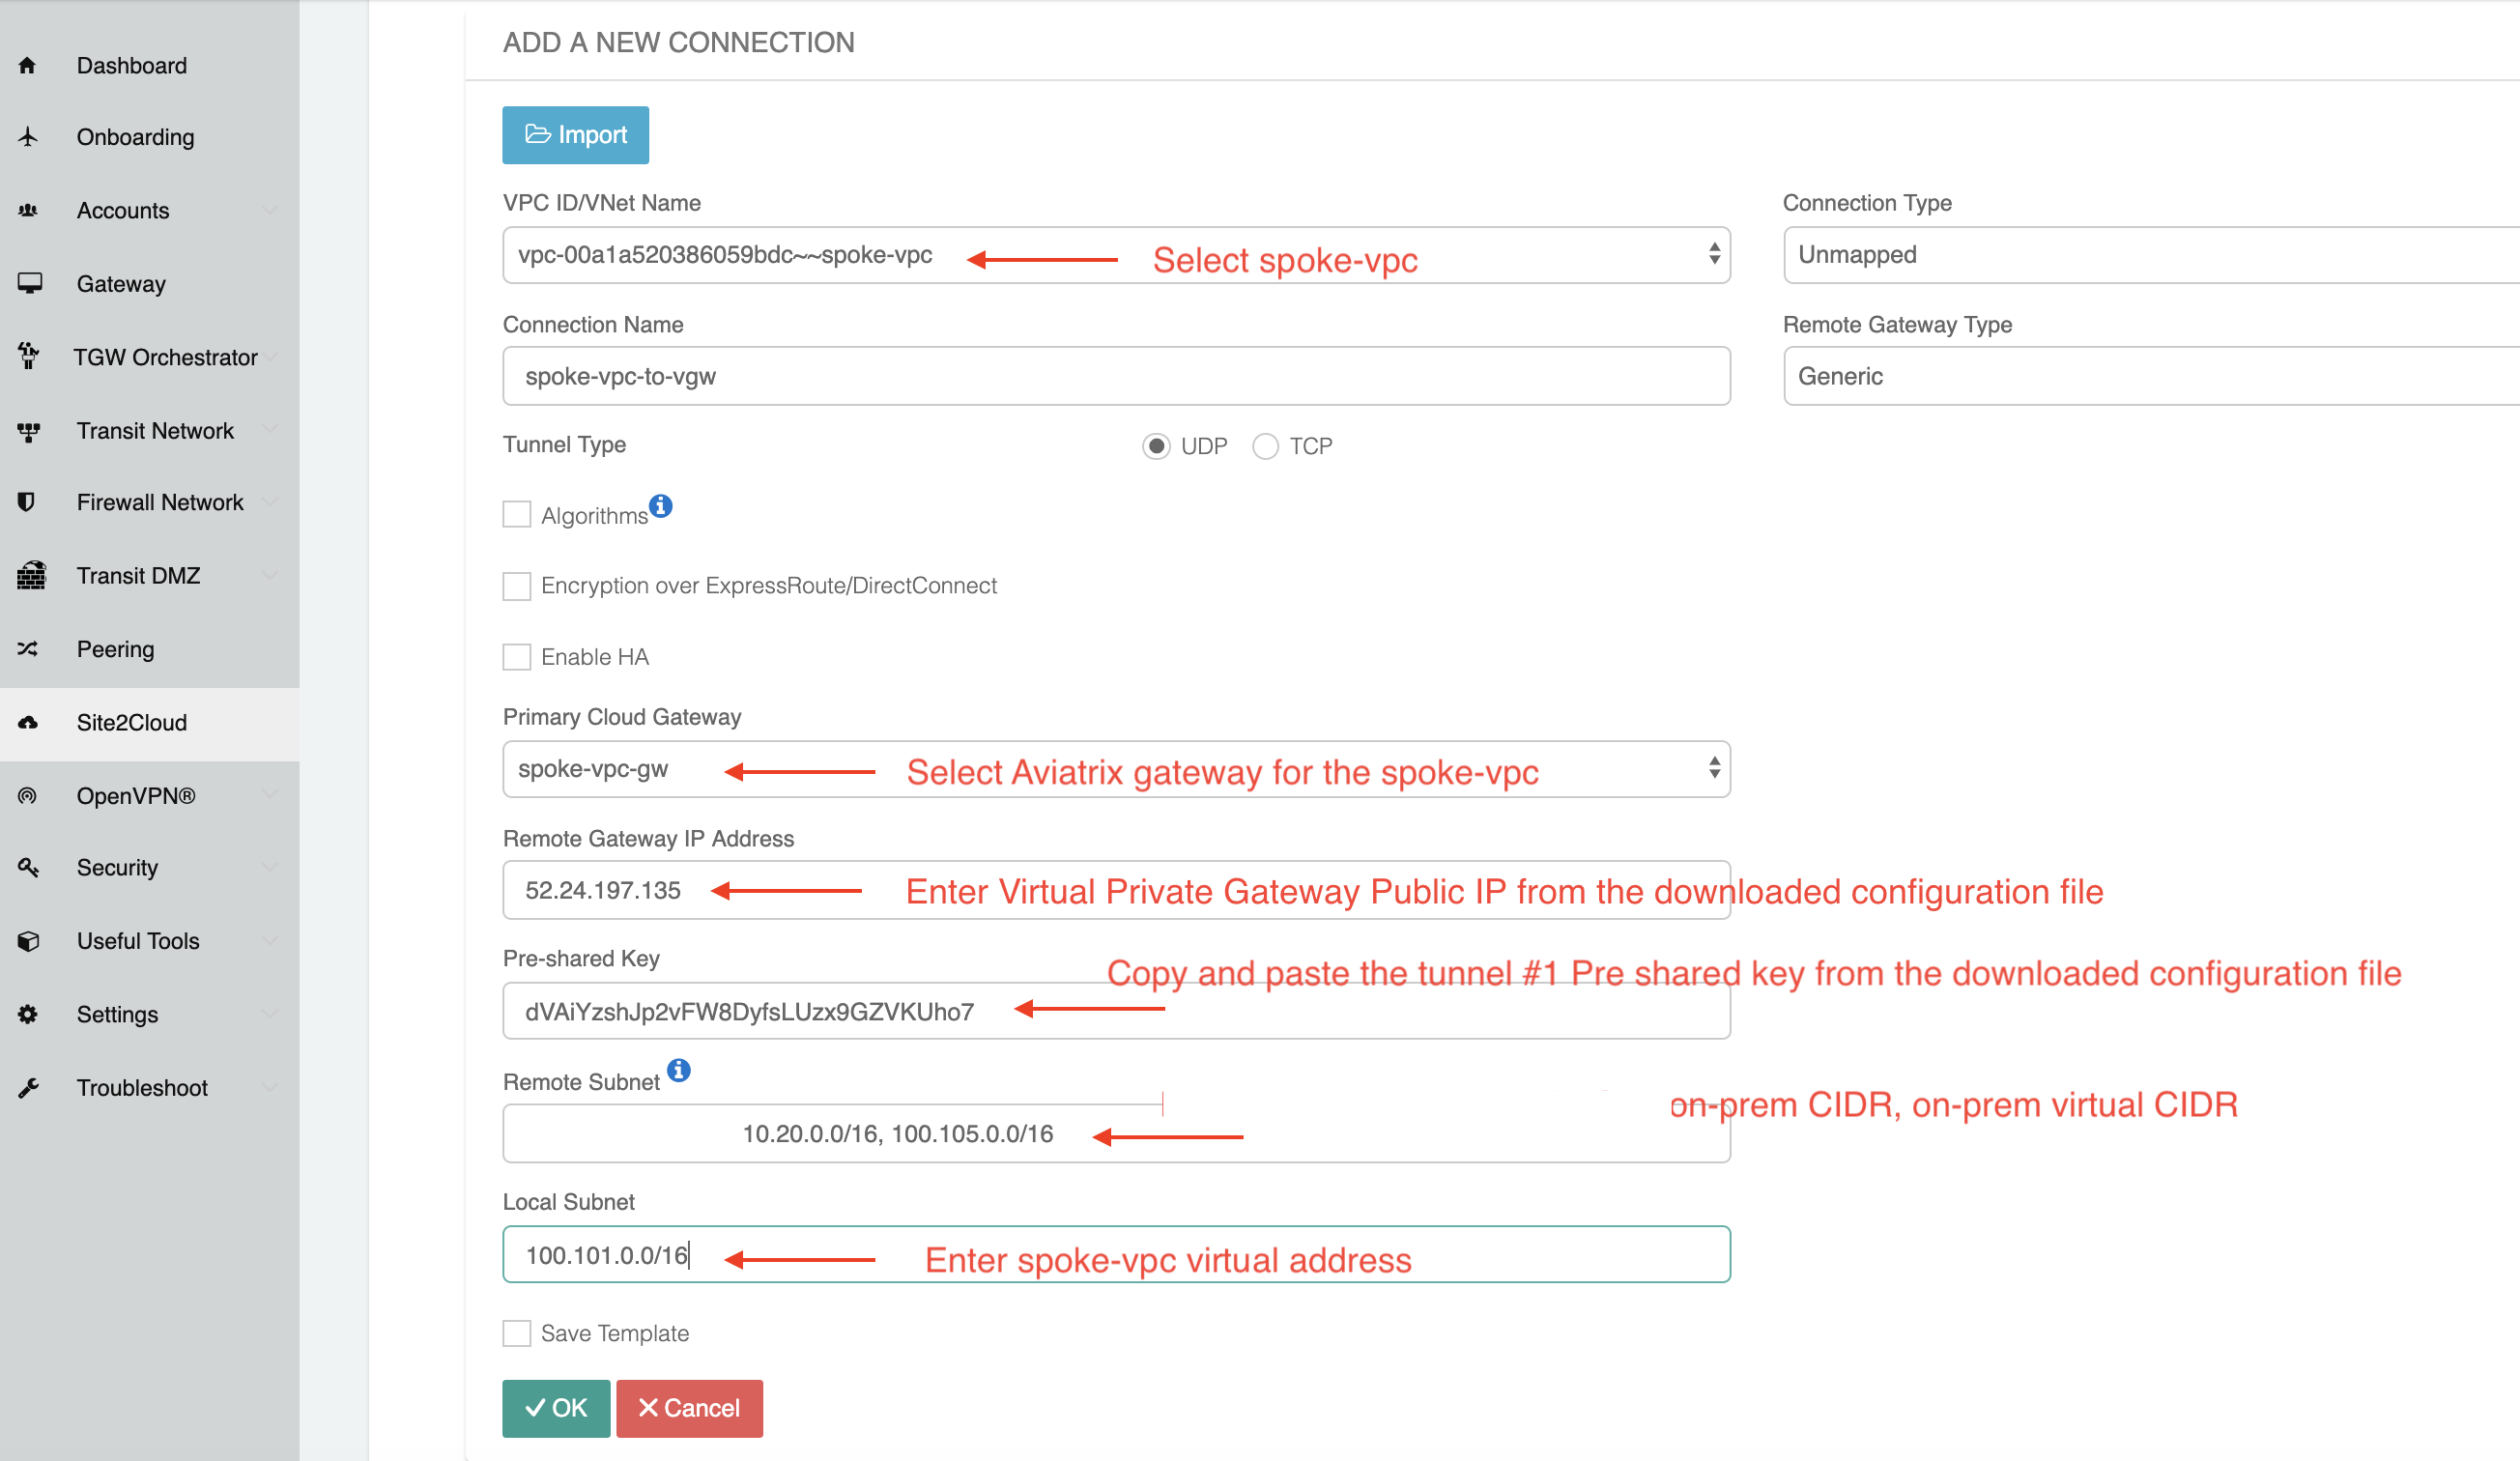 Dashboard
Onboarding
Accounts
Gateway
TGW Orchestrator
Transit Network
Firewall Network
Transit DMZ
Peering
Site2Cloud
OpenVPN®
Security
Useful Tools
Settings
Troubleshoot
ADD A NEW CONNECTION
Import
VPC ID/VNet Name
Connection Type
vpc-00a1a520386059bdc~~spoke-vpc
Select spoke-vpc
Unmapped
Connection Name
Remote Gateway Type
spoke-vpc-to-vgw
Generic
Tunnel Type
UDP
TCP
Algorithms
Encryption over ExpressRoute/DirectConnect
Enable HA
Primary Cloud Gateway
spoke-vpc-gw
Select Aviatrix gateway for the spoke-vpc
Remote Gateway IP Address
52.24.197.135
Enter Virtual Private Gateway Public IP from the downloaded configuration file
Pre-shared Key
Copy and paste the tunnel #1 Pre shared key from the downloaded configuration file
dVAiYzshJp2vFW8DyfsLUzx9GZVKUho7
Remote Subnet
on-prem CIDR, on-prem virtual CIDR
10.20.0.0/16, 100.105.0.0/16
Local Subnet
100.101.0.0/16
Enter spoke-vpc virtual address
Save Template
OK
Cancel